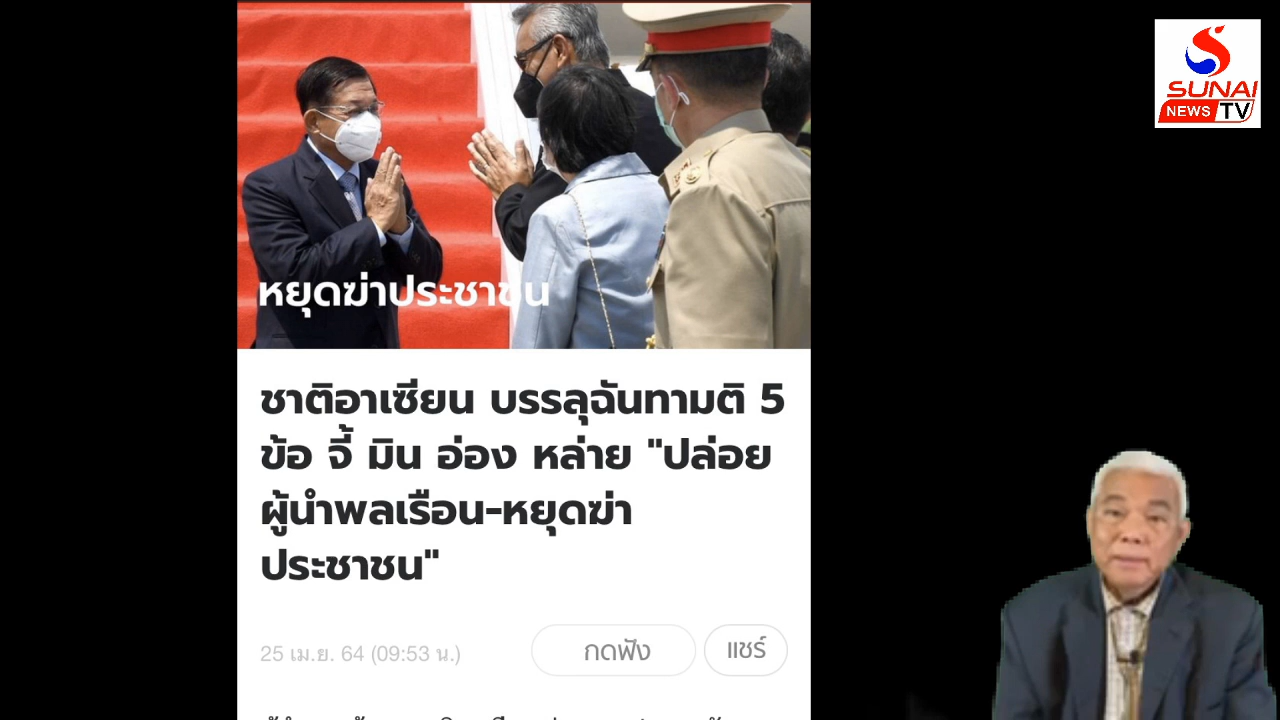 SUNAI
NEWS TV
หยุดฆ่าประชาชน
ชาติอาเซียน บรรลุฉันทามติ 5
ข้อ จี้ มิน อ่อง หล่าย "ปล่อย
ผู้นำพลเรือน-หยุดฆ่า
ประชาชน"
25 เม.ย. 64 (09:53 น.)
กดฟัง
แชร์